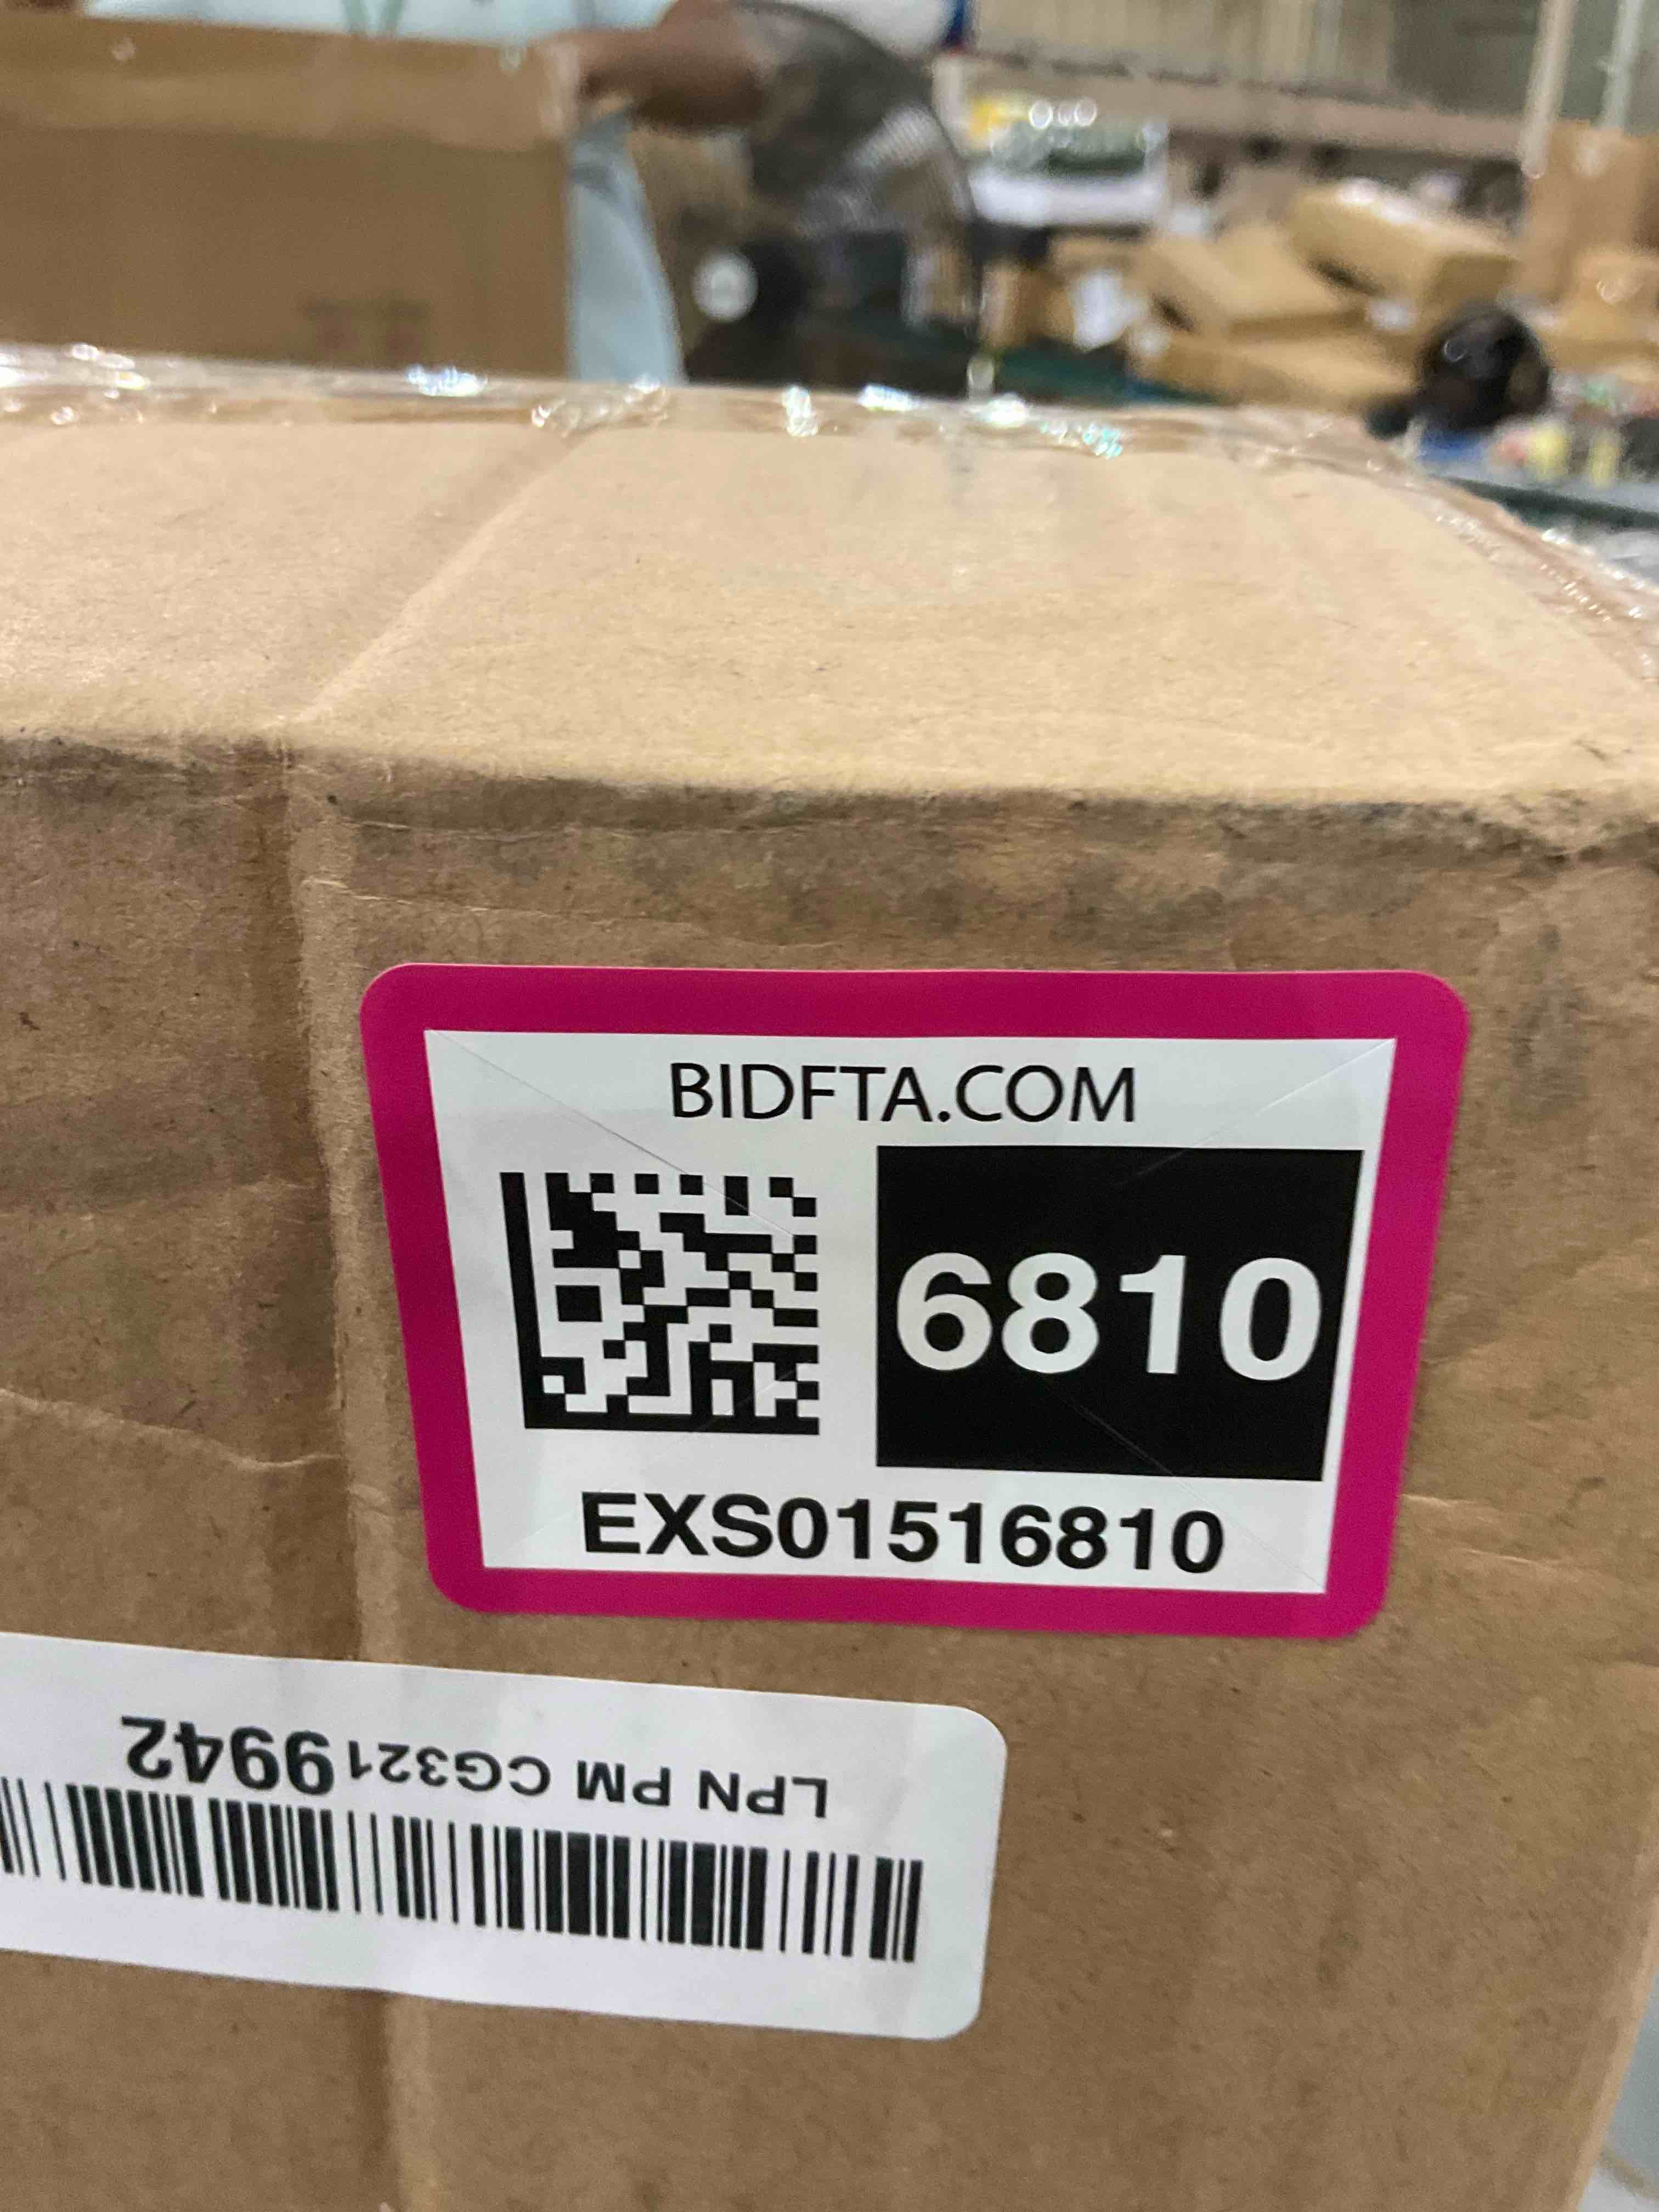 BIDFTA.COM
6810
EXS01516810
LPN PM CG3219942